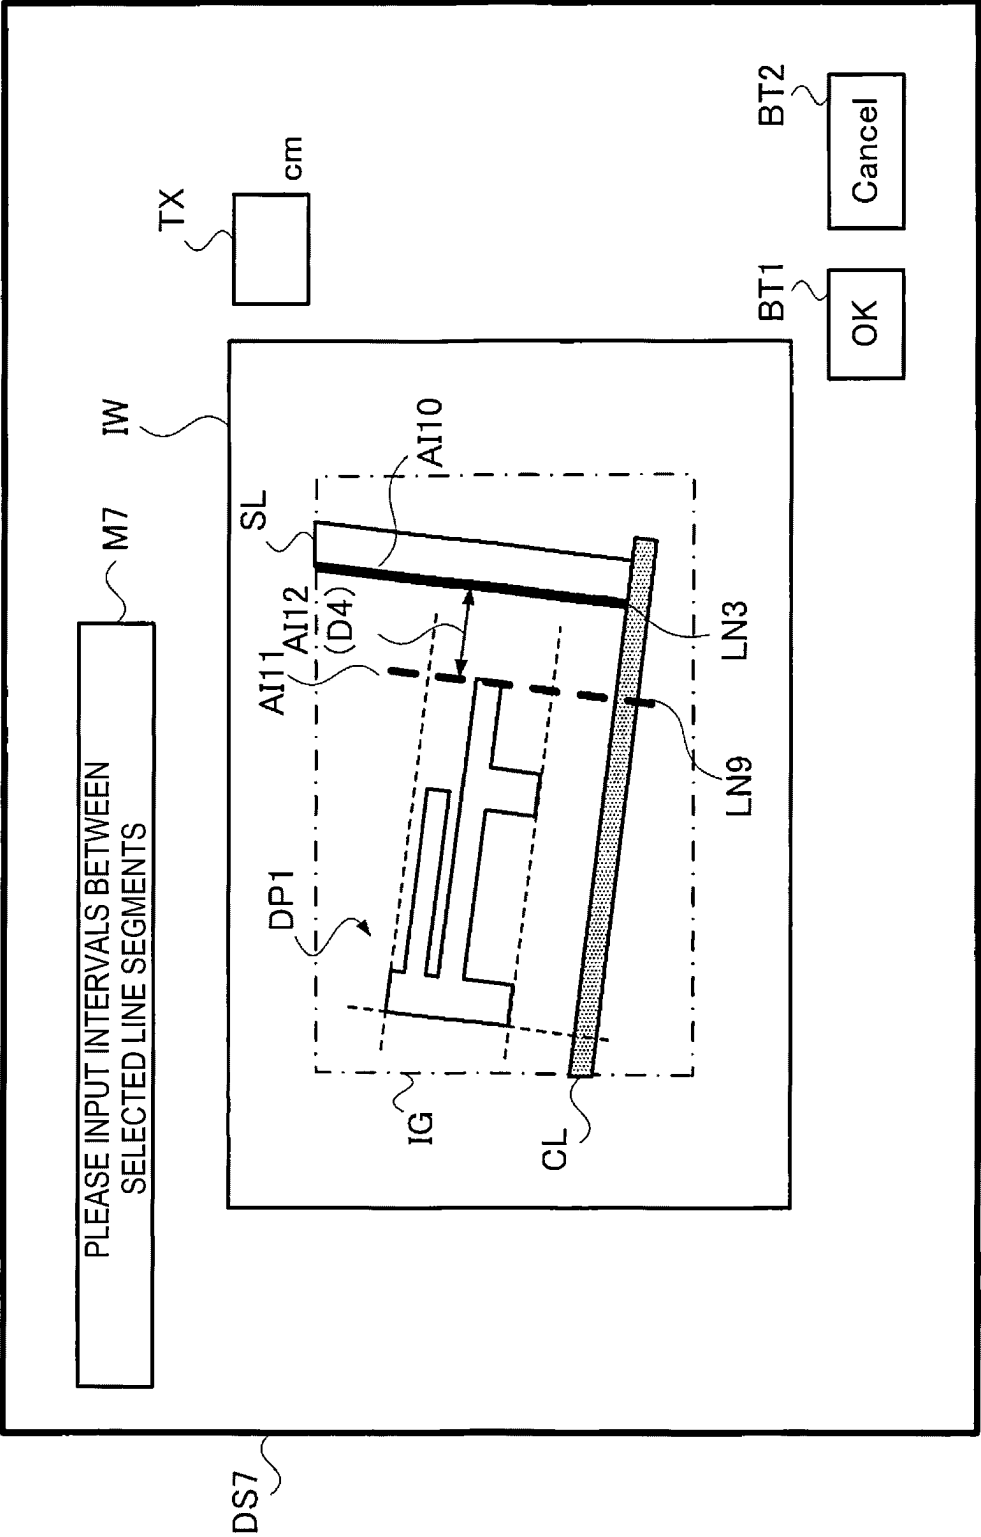 DS7
PLEASE INPUT INTERVALS BETWEEN
SELECTED LINE SEGMENTS
M7
IW
TX
cm
IG
DP1
AI11
AI12
(D4)
SL
AI10
CL
LN9
LN3
BT1
OK
BT2
Cancel